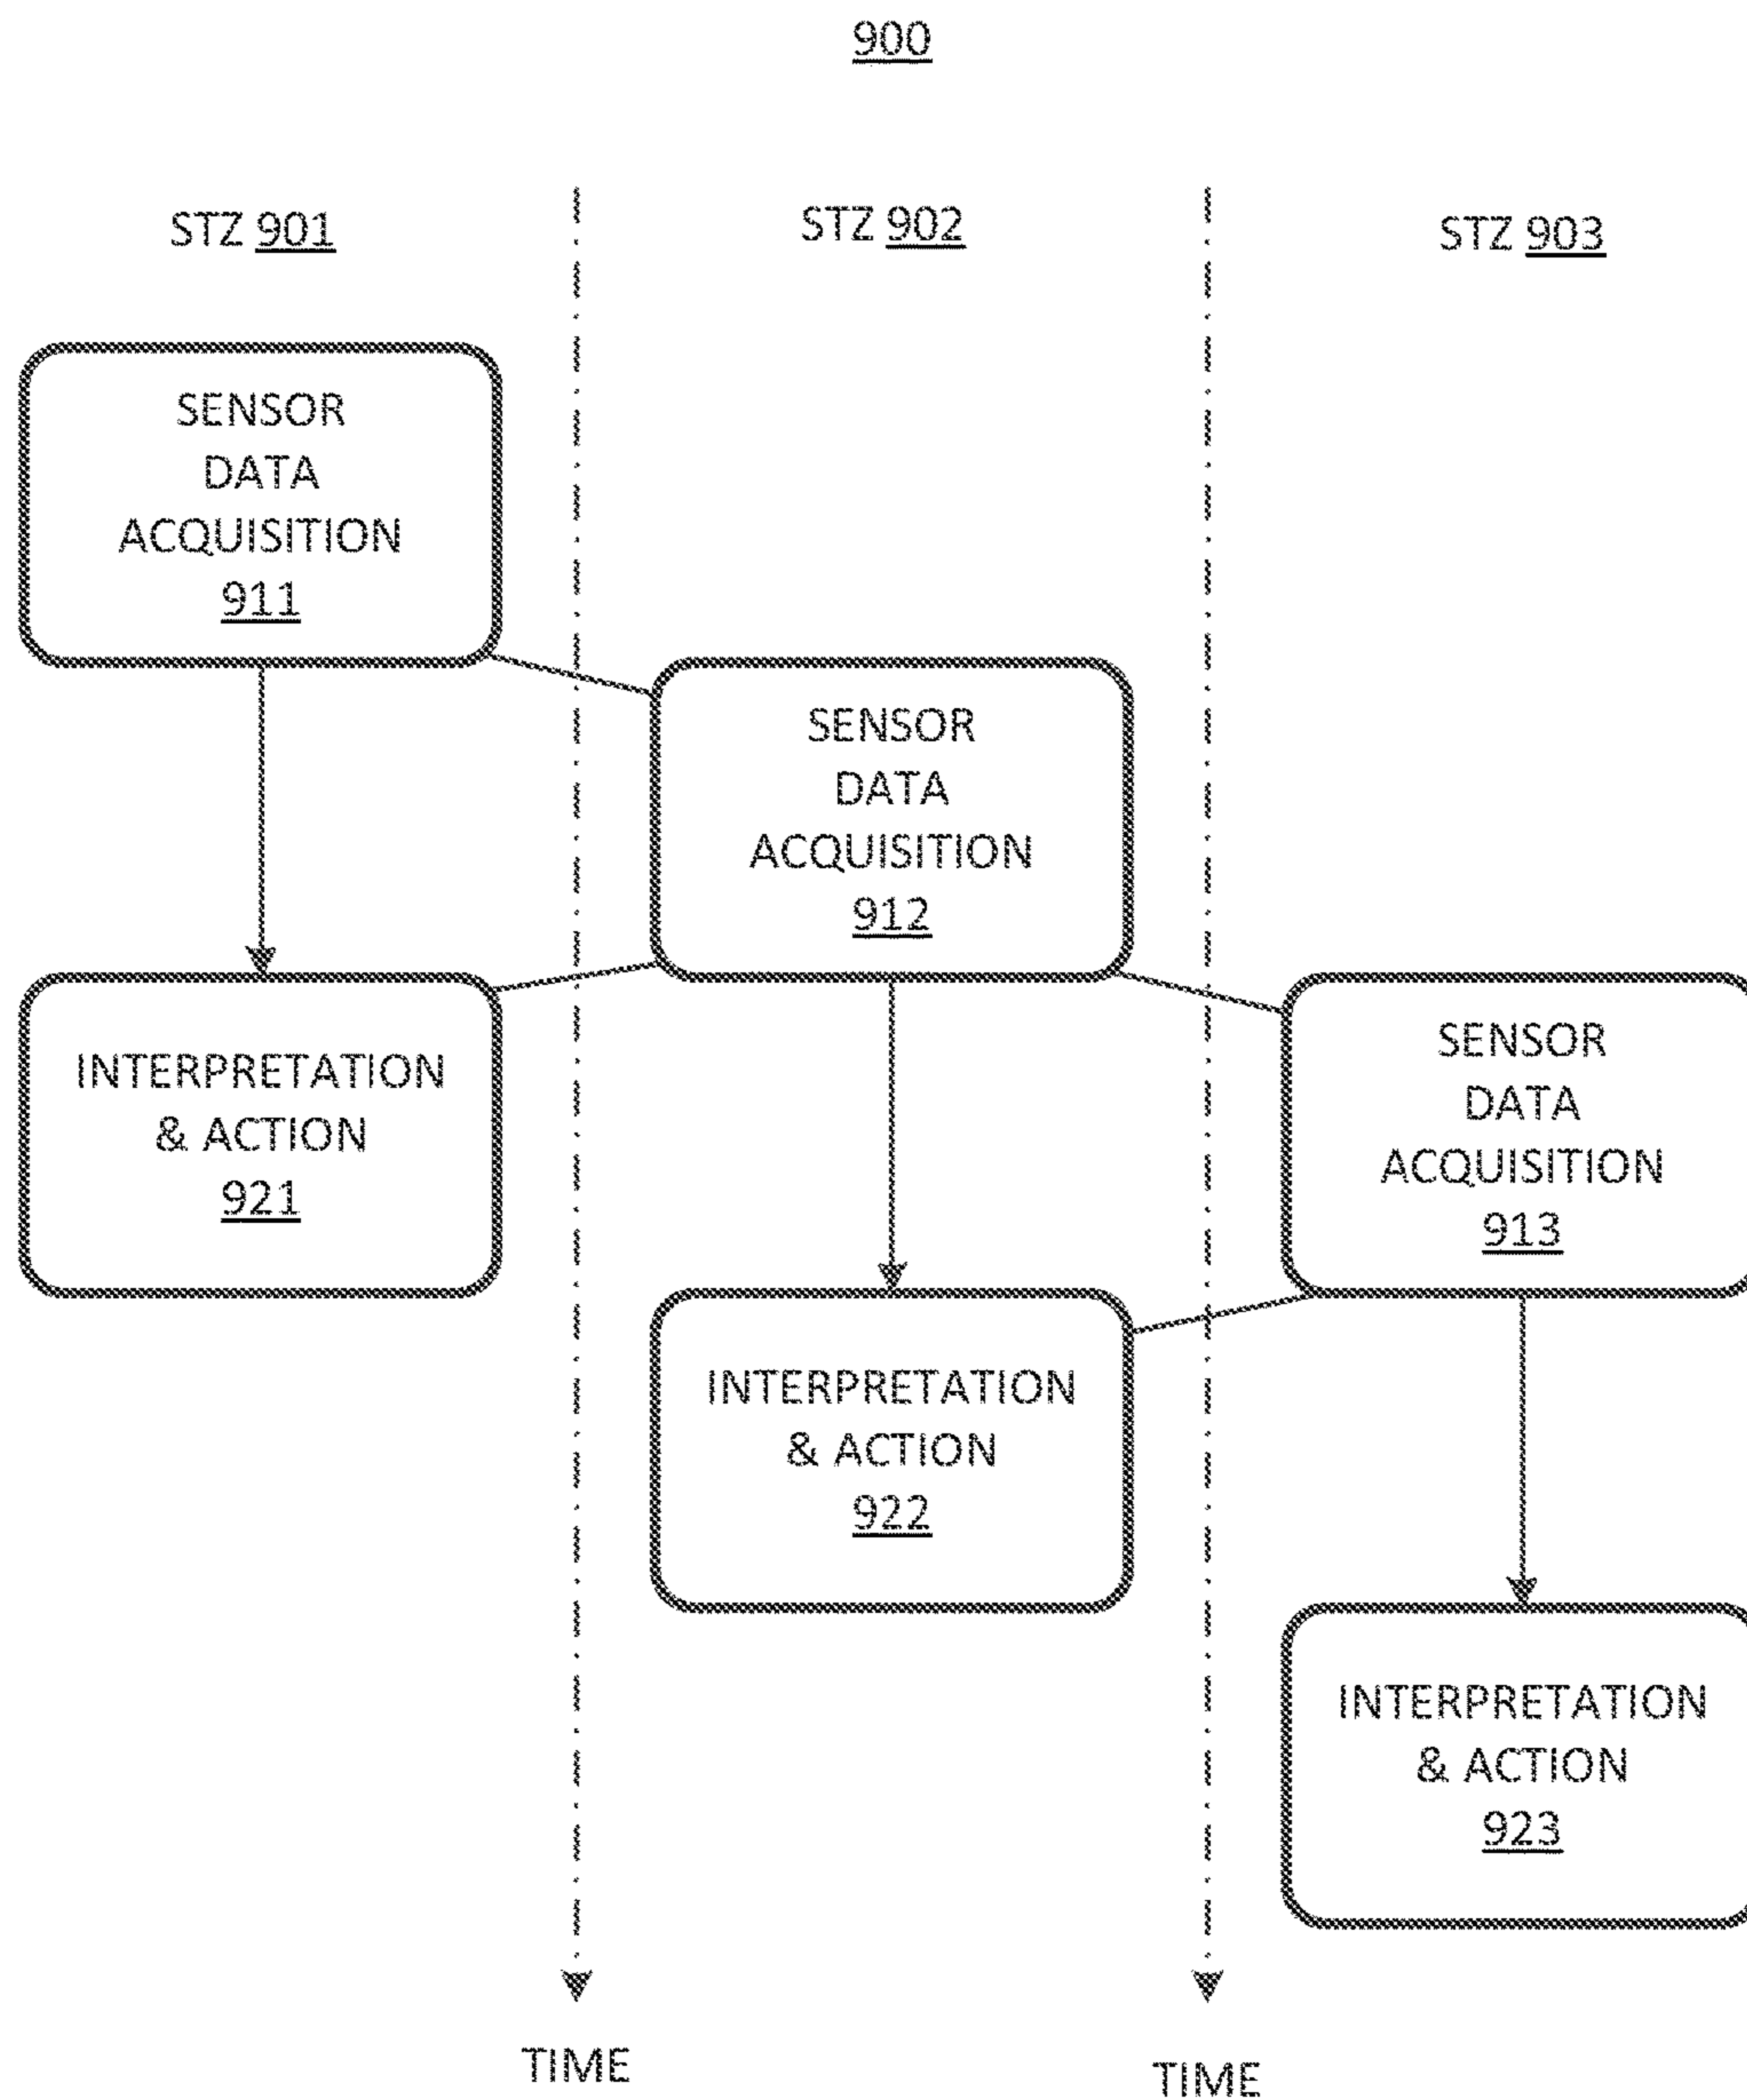 900
STZ 901
STZ 902
STZ 903
SENSOR
DATA
ACQUISITION
911
SENSOR
DATA
ACQUISITION
912
INTERPRETATION
& ACTION
921
SENSOR
DATA
ACQUISITION
913
INTERPRETATION
& ACTION
922
INTERPRETATION
& ACTION
923
TIME
TIME